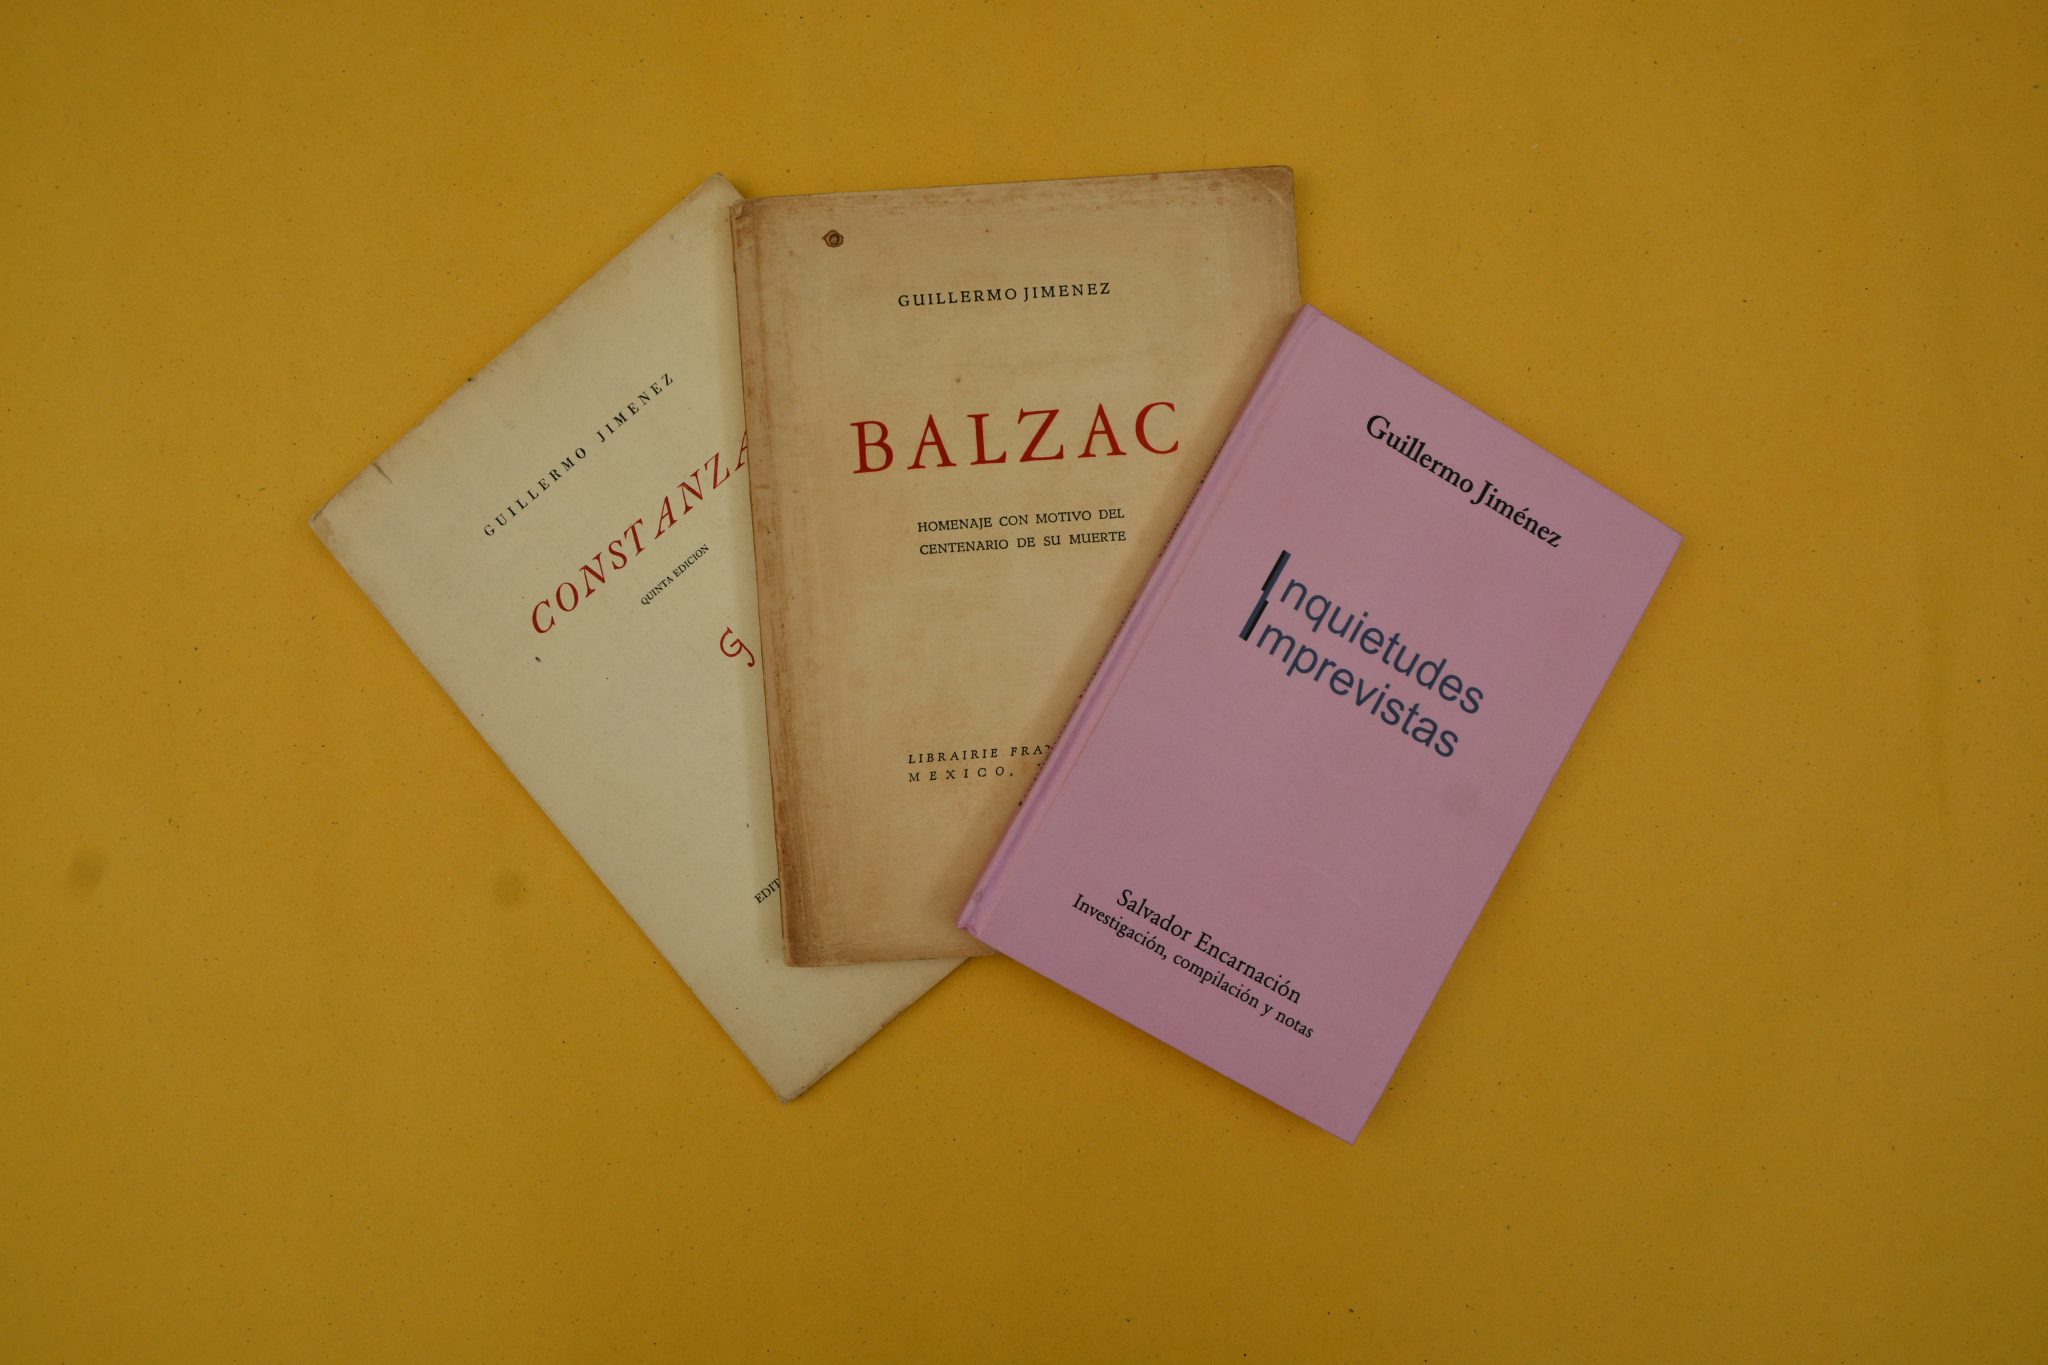 GUILLERMO JIMENEZ
CONSTANZA
QUINTA EDICION
G
GUILLERMO JIMENEZ
BALZAC
HOMENAJE CON MOTIVO DEL
CENTENARIO DE SU MUERTE
LIBRAIRIE
MEXICO,
Guillermo Jiménez
Inquietudes
Imprevistas
Salvador Encarnación
Investigación, compilación y notas